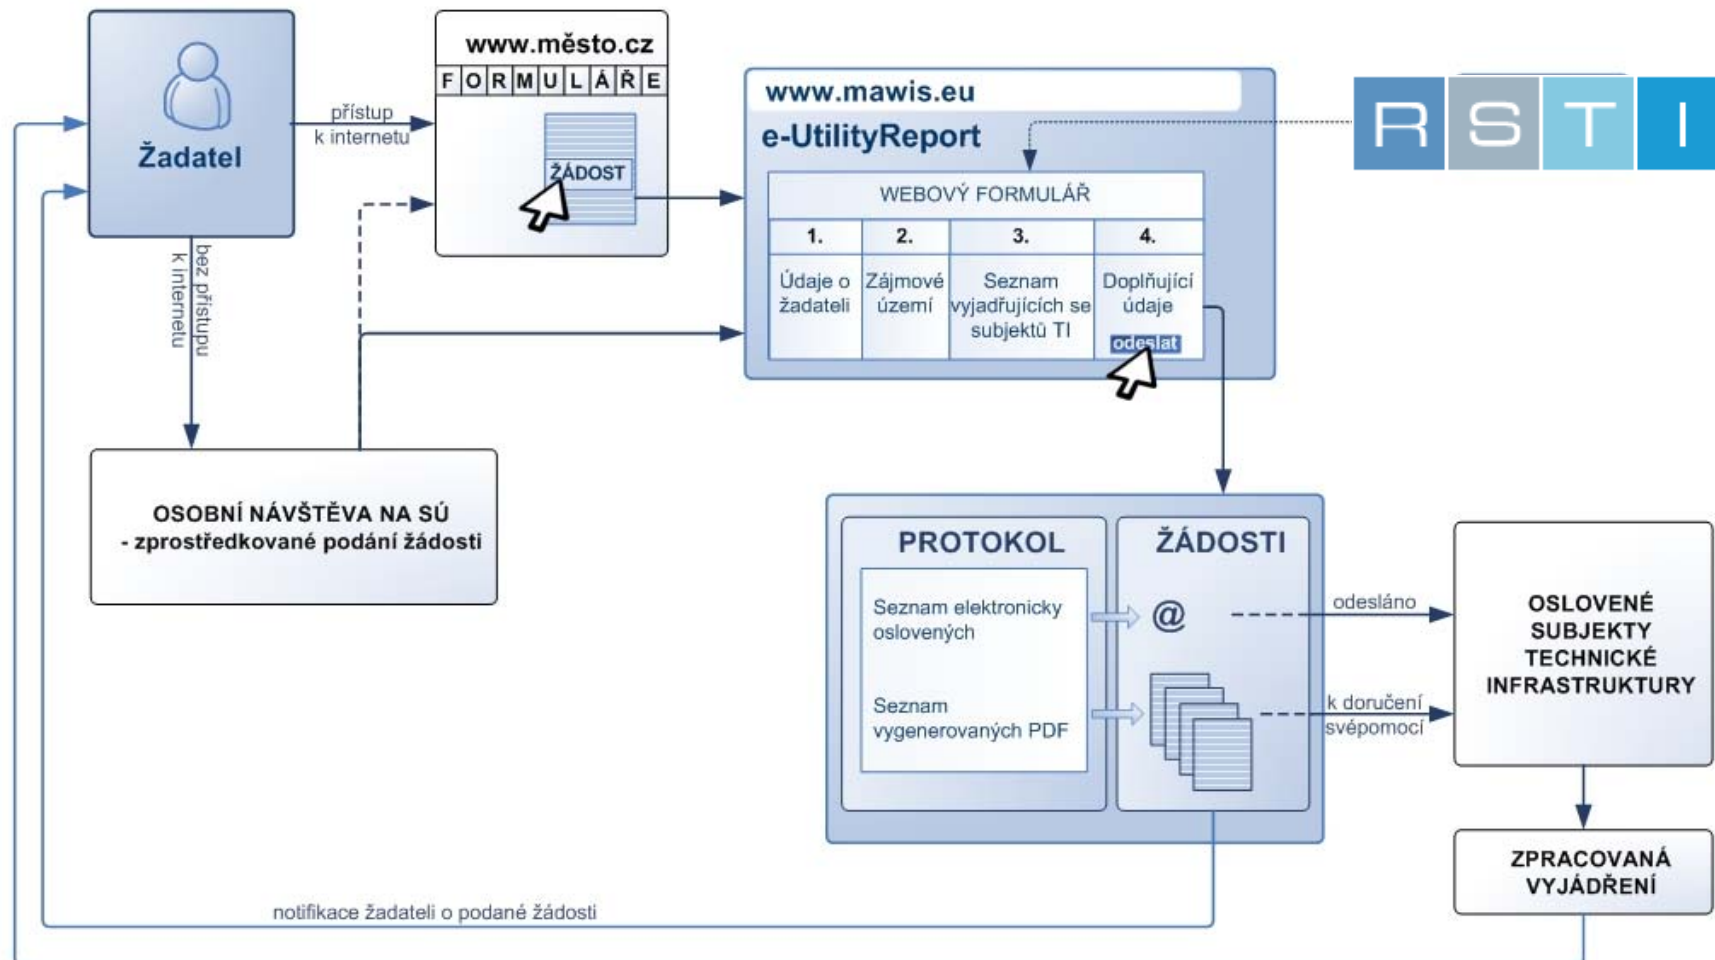 Žadatel
přístup
k internetu
bez přístupu
k internetu
www.město.cz
FORMULÁŘE
ŽÁDOST
www.mawis.eu
e-UtilityReport
RSTI
WEBOVÝ FORMULÁŘ
1.
2.
3.
4.
Údaje o
žadateli
Zájmové
území
Seznam
vyjadřujících se
subjektů TI
Doplňující
údaje
odeslat
OSOBNÍ NÁVŠTĚVA NA SÚ
- zprostředkované podání žádosti
PROTOKOL
Seznam elektronicky
oslovených
Seznam
vygenerovaných PDF
ŽÁDOSTI
@
odesláno
k doručení
svépomocí
OSLOVENÉ
SUBJEKTY
TECHNICKÉ
INFRASTRUKTURY
ZPRACOVANÁ
VYJÁDŘENÍ
notifikace žadateli o podané žádosti